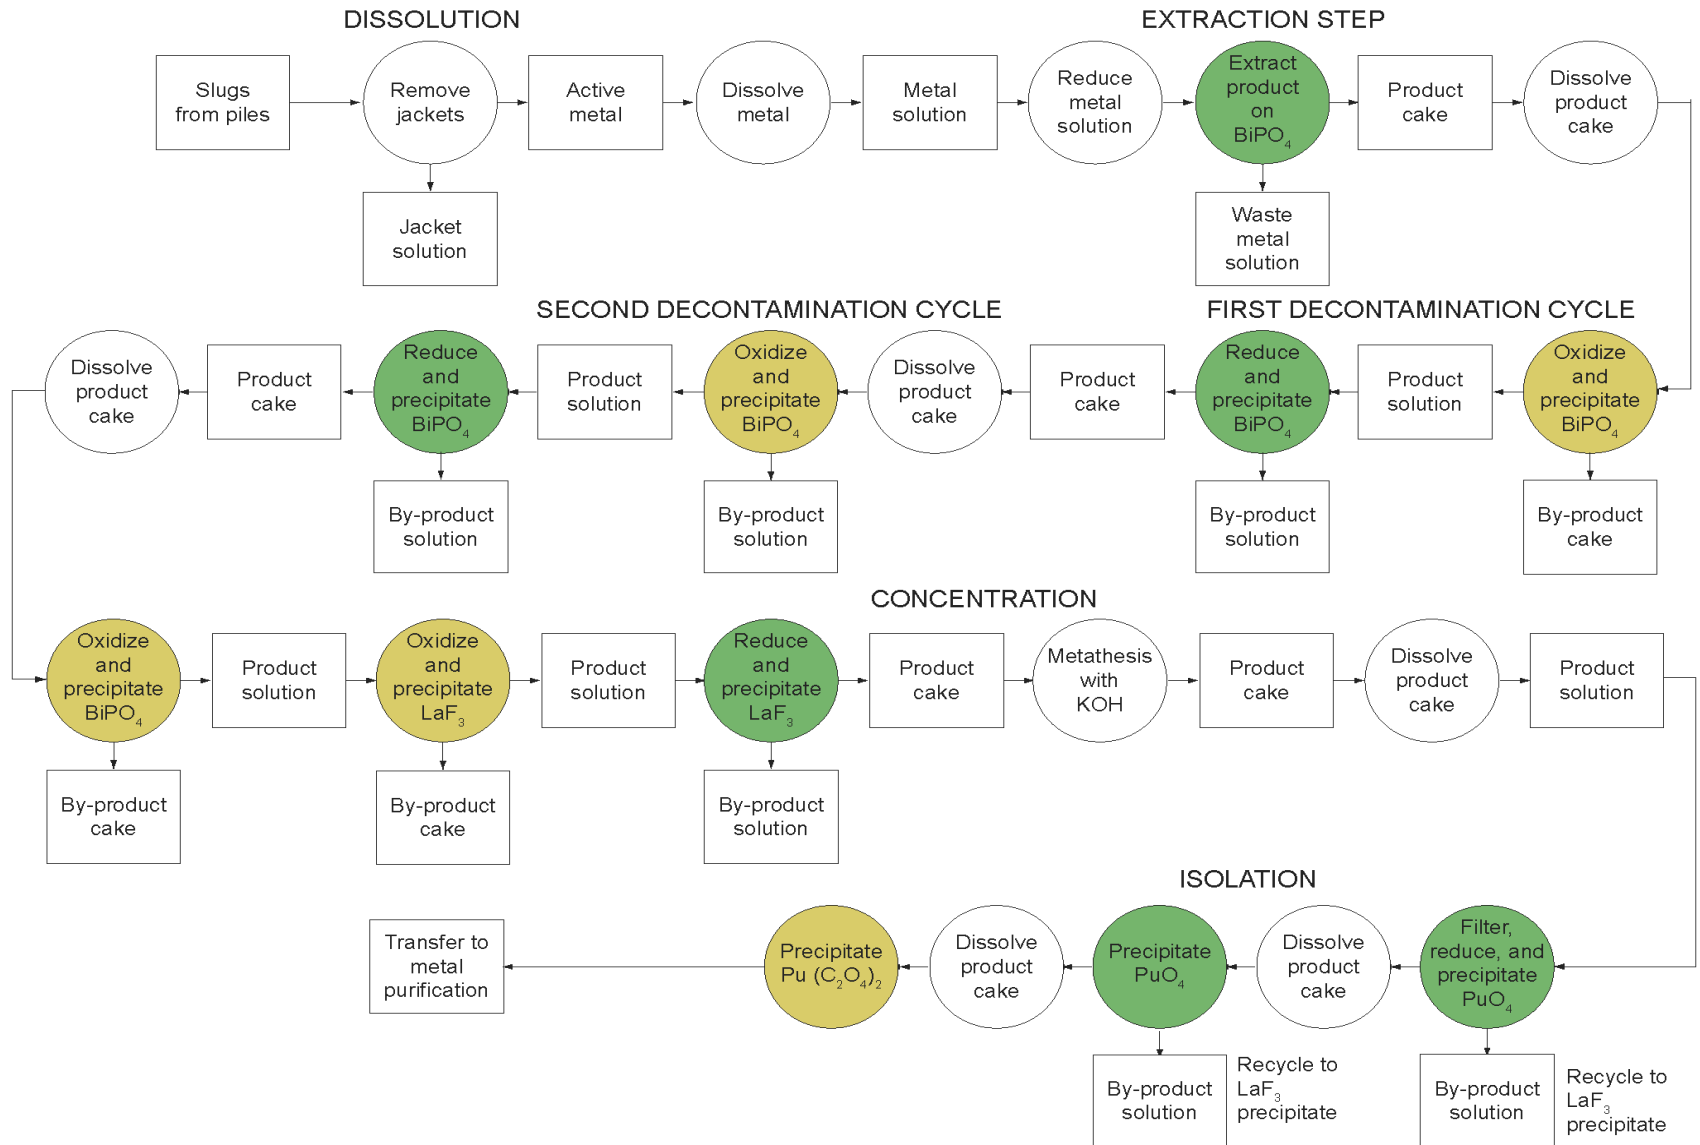 DISSOLUTION
EXTRACTION STEP
Slugs
from piles
Remove
jackets
Active
metal
Dissolve
metal
Metal
solution
Reduce
metal
solution
Extract
product
on
BiPO₄
Product
cake
Dissolve
product
cake
Jacket
solution
Waste
metal
solution
SECOND DECONTAMINATION CYCLE
FIRST DECONTAMINATION CYCLE
Dissolve
product
cake
Product
cake
Reduce
and
precipitate
BiPO₄
Product
solution
Oxidize
and
precipitate
BiPO₄
Dissolve
product
cake
Product
cake
Reduce
and
precipitate
BiPO₄
Product
solution
Oxidize
and
precipitate
BiPO₄
By-product
solution
By-product
solution
By-product
solution
By-product
cake
CONCENTRATION
Oxidize
and
precipitate
BiPO₄
Product
solution
Oxidize
and
precipitate
LaF₃
Product
solution
Reduce
and
precipitate
LaF₃
Product
cake
Metathesis
with
KOH
Product
cake
Dissolve
product
cake
Product
solution
By-product
cake
By-product
cake
By-product
solution
ISOLATION
Transfer to
metal
purification
Precipitate
Pu (C₂O₄)₂
Dissolve
product
cake
Precipitate
PuO₄
Dissolve
product
cake
Filter,
reduce, and
precipitate
PuO₄
By-product
solution
Recycle to
LaF₃
precipitate
By-product
solution
Recycle to
LaF₃
precipitate